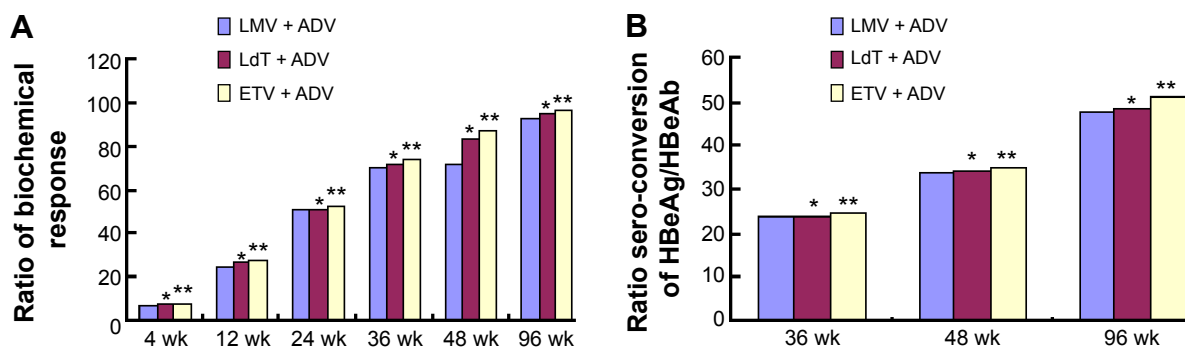 A
LMV + ADV
LdT + ADV
ETV + ADV
Ratio of biochemical
response
120
100
80
60
40
20
0
* **
* **
* **
* **
* **
* **
4 wk 12 wk 24 wk 36 wk 48 wk 96 wk
B
LMV + ADV
LdT + ADV
ETV + ADV
Ratio sero-conversion
of HBeAg/HBeAb
60
50
40
30
20
10
0
* **
* **
* **
36 wk 48 wk 96 wk